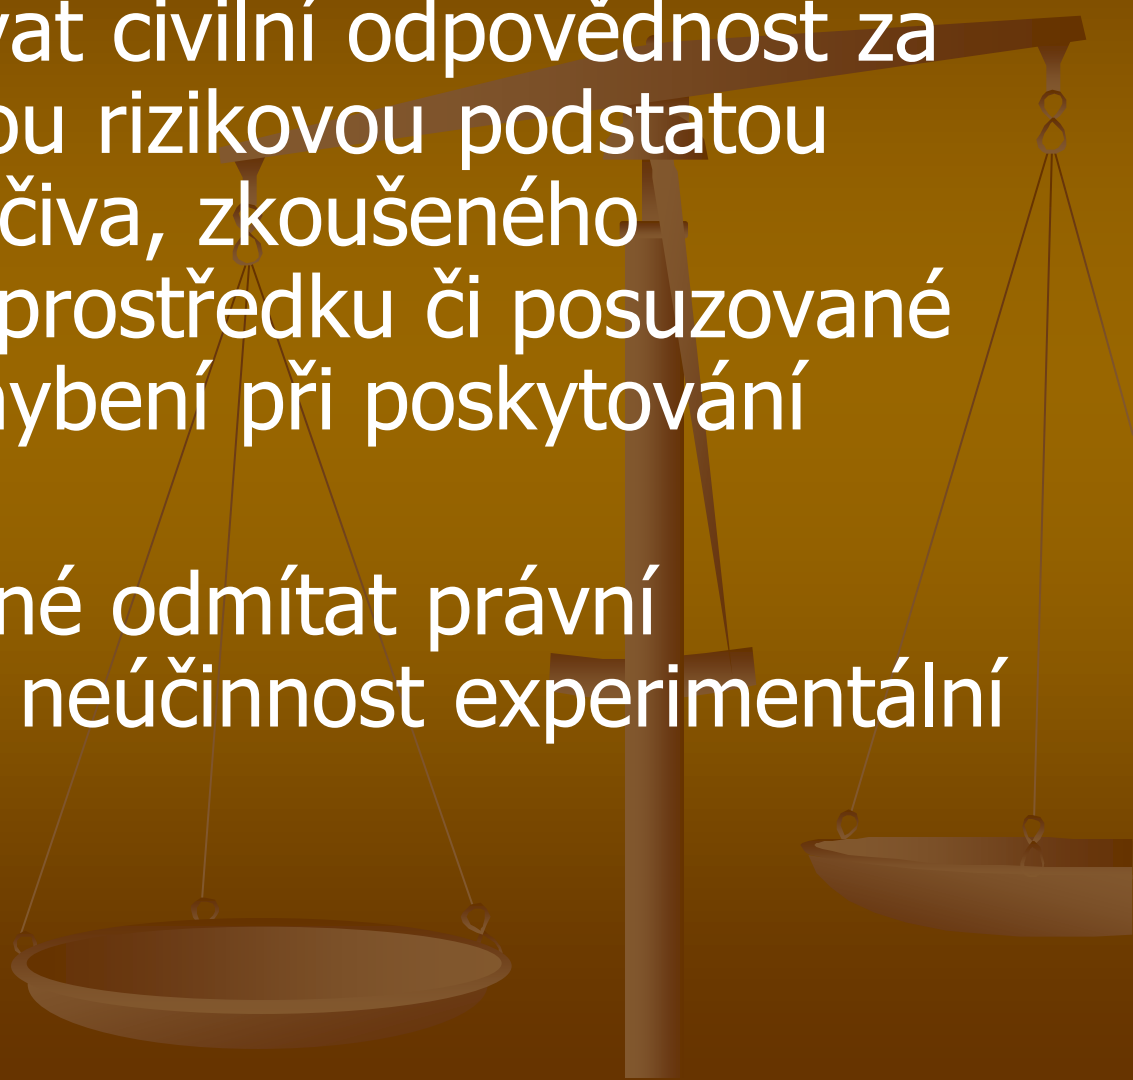 vat civilní odpovědnost za
ou rizikovou podstatou
čiva, zkoušeného
prostředku či posuzované
ybení při poskytování
né odmítat právní
neúčinnost experimentální